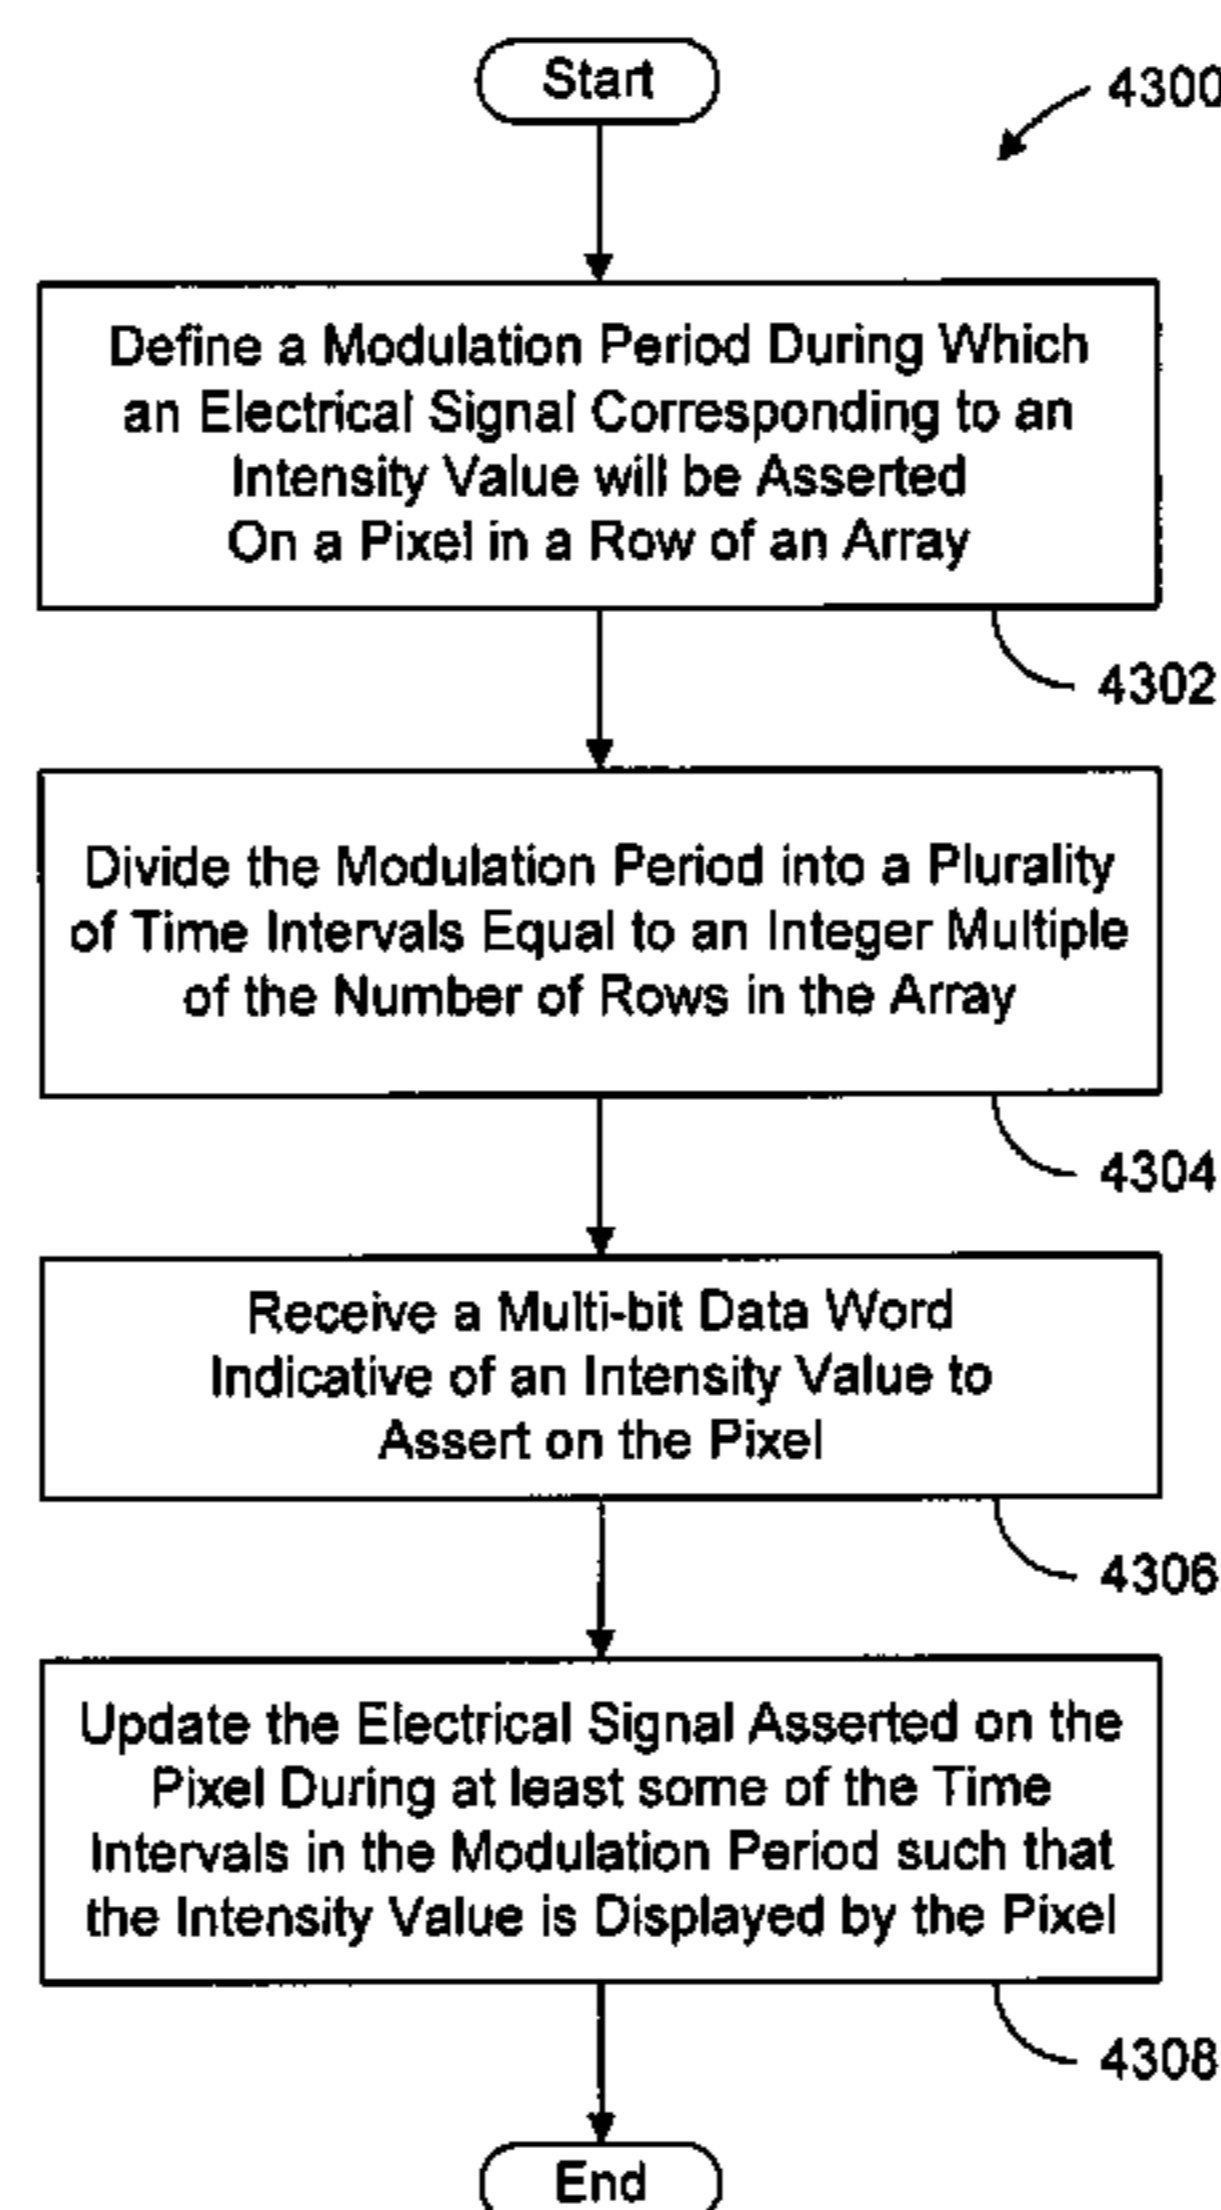 Start
4300
Define a Modulation Period During Which
an Electrical Signal Corresponding to an
Intensity Value will be Asserted
On a Pixel in a Row of an Array
4302
Divide the Modulation Period into a Plurality
of Time Intervals Equal to an Integer Multiple
of the Number of Rows in the Array
4304
Receive a Multi-bit Data Word
Indicative of an Intensity Value to
Assert on the Pixel
4306
Update the Electrical Signal Asserted on the
Pixel During at least some of the Time
Intervals in the Modulation Period such that
the Intensity Value is Displayed by the Pixel
4308
End